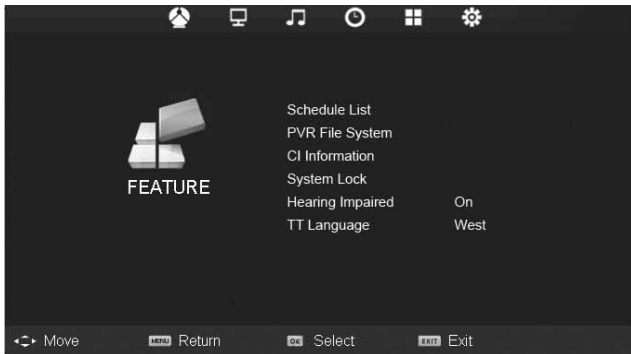 FEATURE
Schedule List
PVR File System
CI Information
System Lock
Hearing Impaired On
TT Language West
Move MENU Return OK Select EXIT Exit